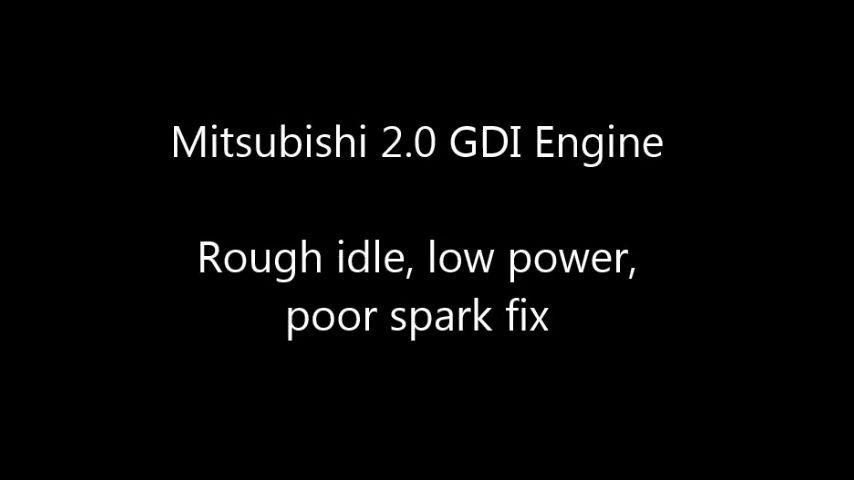 Mitsubishi 2.0 GDI Engine
Rough idle, low power,
poor spark fix